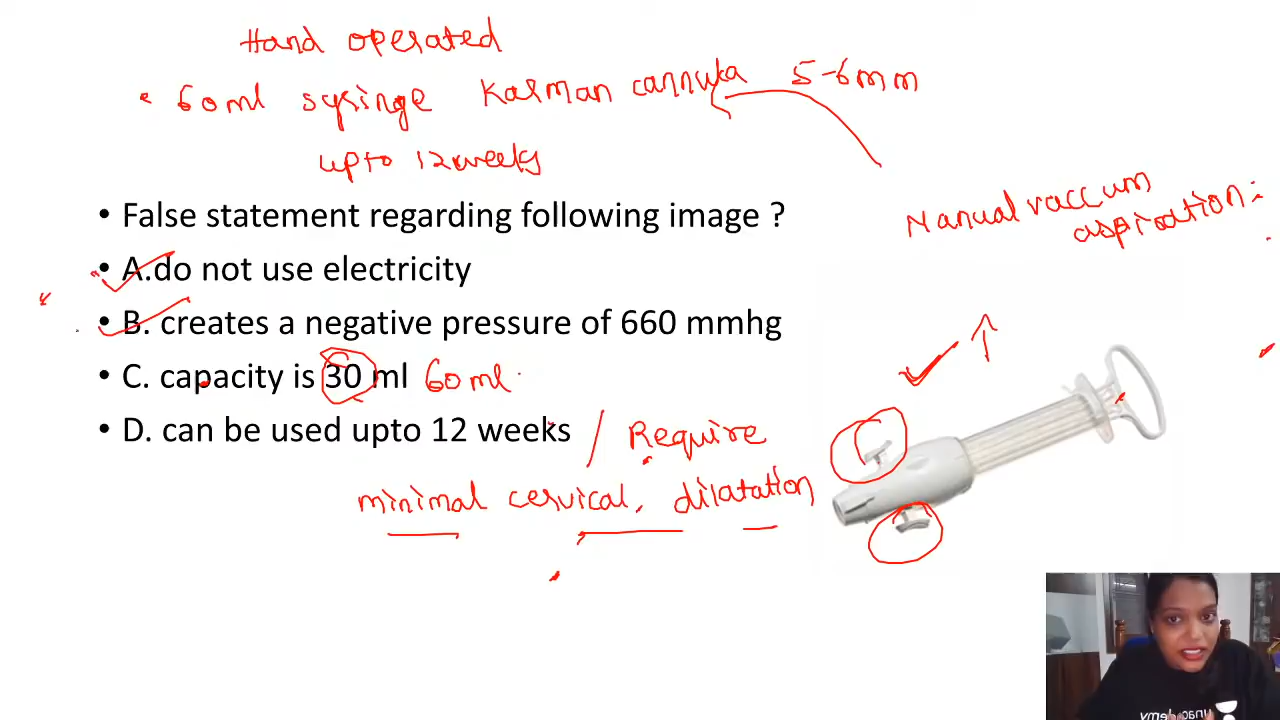 Hand operated
• 60ml syringe Karman cannula 5-6mm
upto 12weeks
Manual vaccum
aspiration:
• False statement regarding following image ?
• A.do not use electricity
• B. creates a negative pressure of 660 mmhg
• C. capacity is 30 ml 60ml
• D. can be used upto 12 weeks / Require
minimal cervical dilatation
unacademy